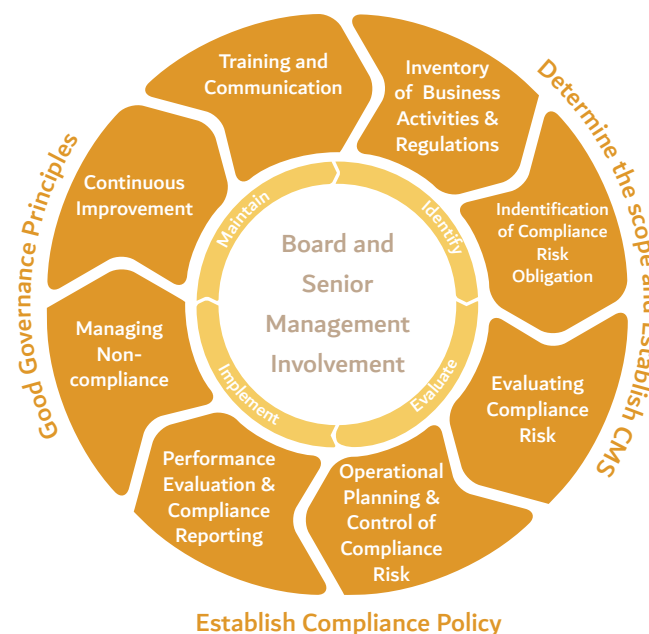 Training and
Communication
Inventory
of Business
Activities &
Regulations
Indentification
of Compliance
Risk
Obligation
Evaluating
Compliance
Risk
Operational
Planning &
Control of
Compliance
Risk
Performance
Evaluation &
Compliance
Reporting
Managing
Non-
compliance
Continuous
Improvement
Maintain
Identify
Evaluate
Implement
Board and
Senior
Management
Involvement
Good Governance Principles
Determine the scope and Establish CMS
Establish Compliance Policy